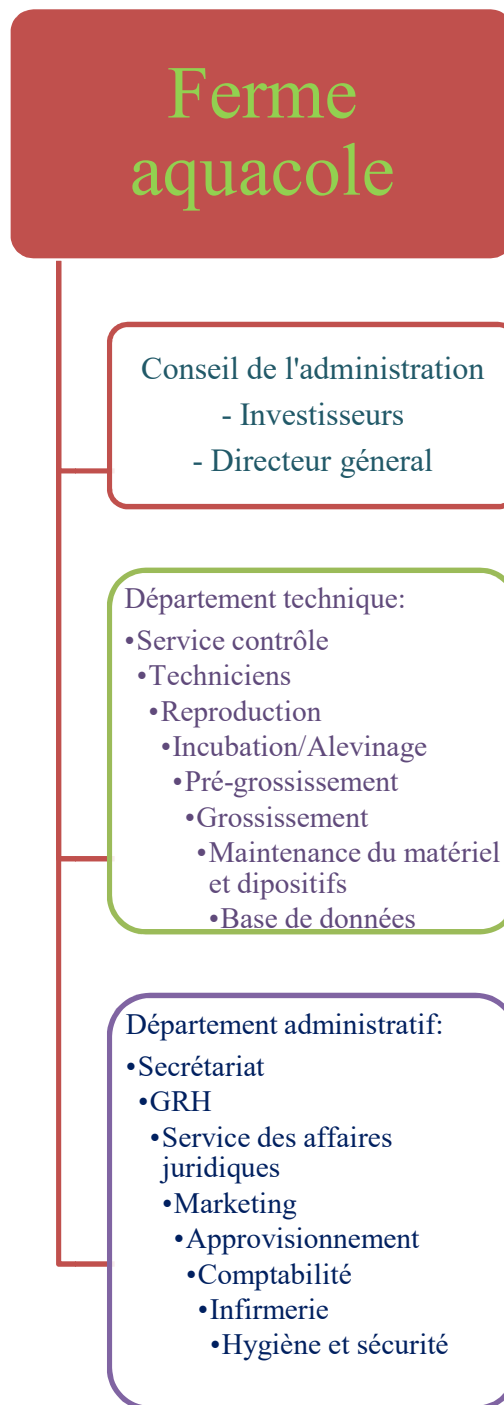 Ferme
aquacole
Conseil de l'administration
- Investisseurs
- Directeur géneral
Département technique:
•Service contrôle
•Techniciens
•Reproduction
•Incubation/Alevinage
•Pré-grossissement
•Grossissement
•Maintenance du matériel
et dipositifs
•Base de données
Département administratif:
•Secrétariat
•GRH
•Service des affaires
juridiques
•Marketing
•Approvisionnement
•Comptabilité
•Infirmerie
•Hygiène et sécurité